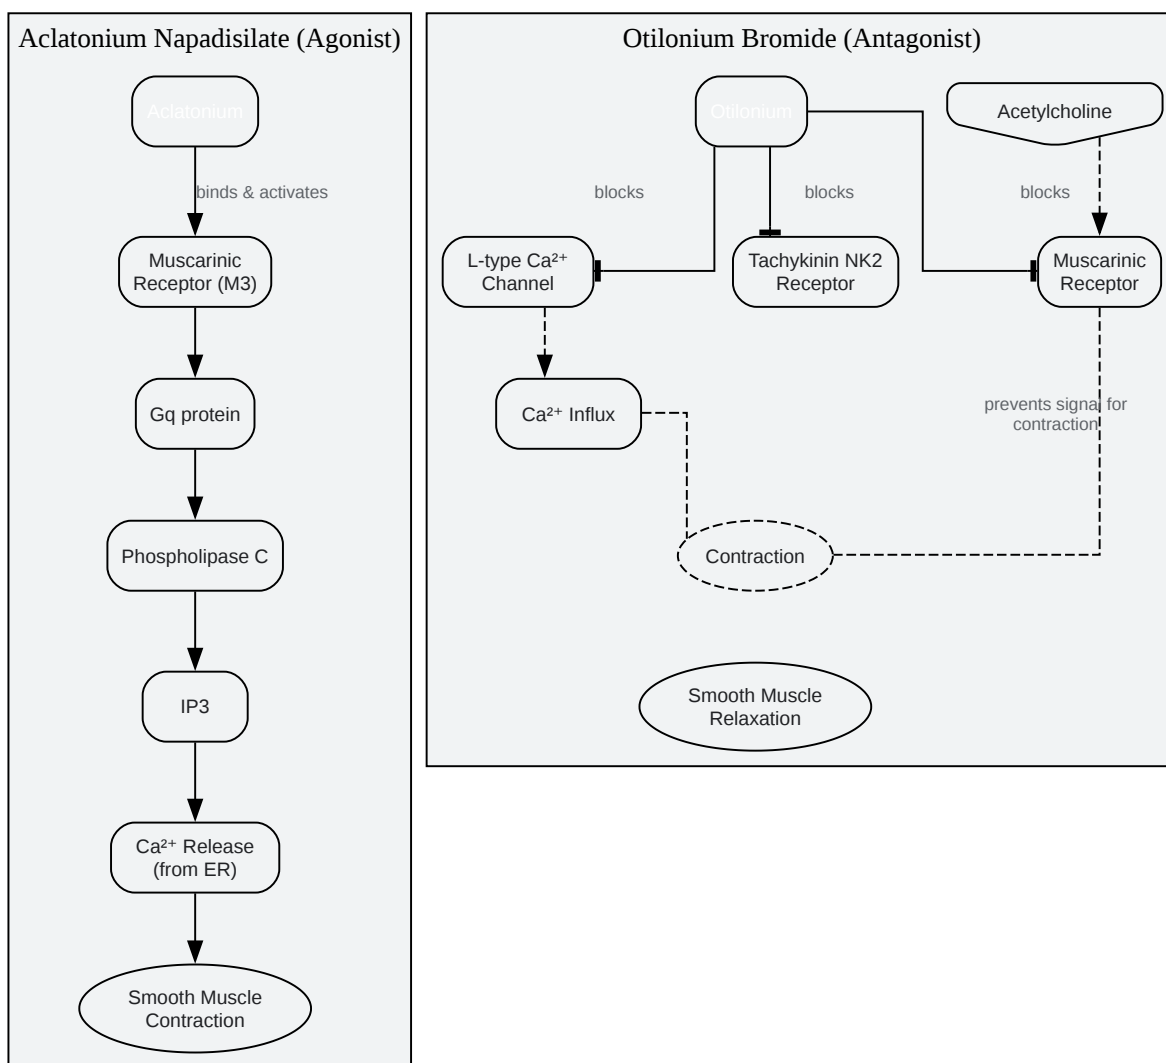 Aclatonium Napadisilate (Agonist)
Aclatonium
binds & activates
Muscarinic
Receptor (M3)
Gq protein
Phospholipase C
IP3
Ca²⁺ Release
(from ER)
Smooth Muscle
Contraction
Otilonium Bromide (Antagonist)
Otilonium
Acetylcholine
blocks
blocks
blocks
L-type Ca²⁺
Channel
Tachykinin NK2
Receptor
Muscarinic
Receptor
Ca²⁺ Influx
prevents signal for
contraction
Contraction
Smooth Muscle
Relaxation